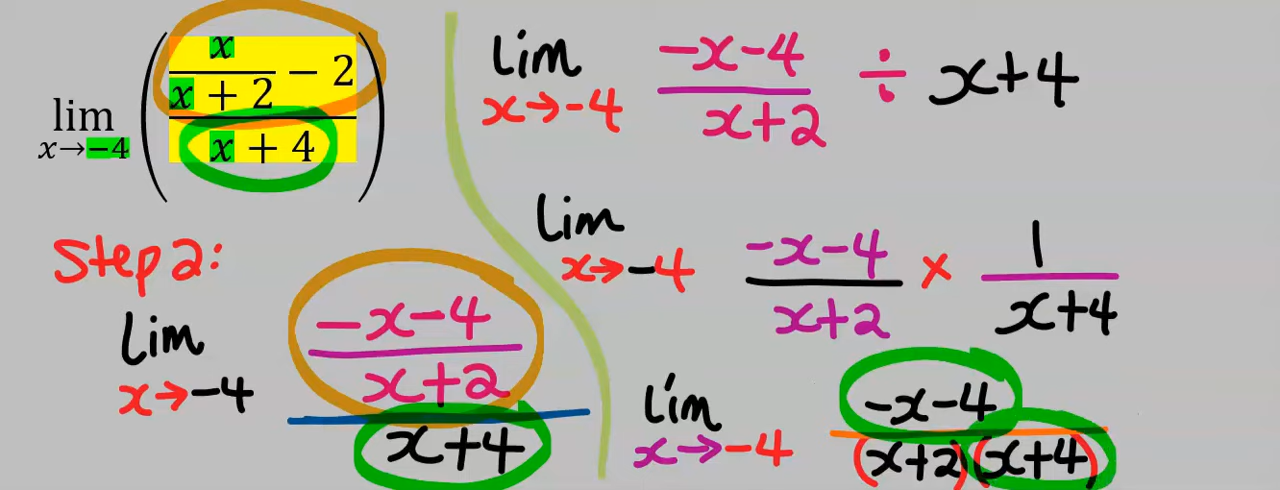 lim x→−4 ( (x/(x + 2) − 2) / (x + 4) )
Step 2:
Lim x→-4 ((-x-4)/(x+2)) / (x+4)
Lim x→-4 (-x-4)/(x+2) ÷ x+4
Lim x→-4 (-x-4)/(x+2) × 1/(x+4)
Lim x→-4 (-x-4)/((x+2)(x+4))